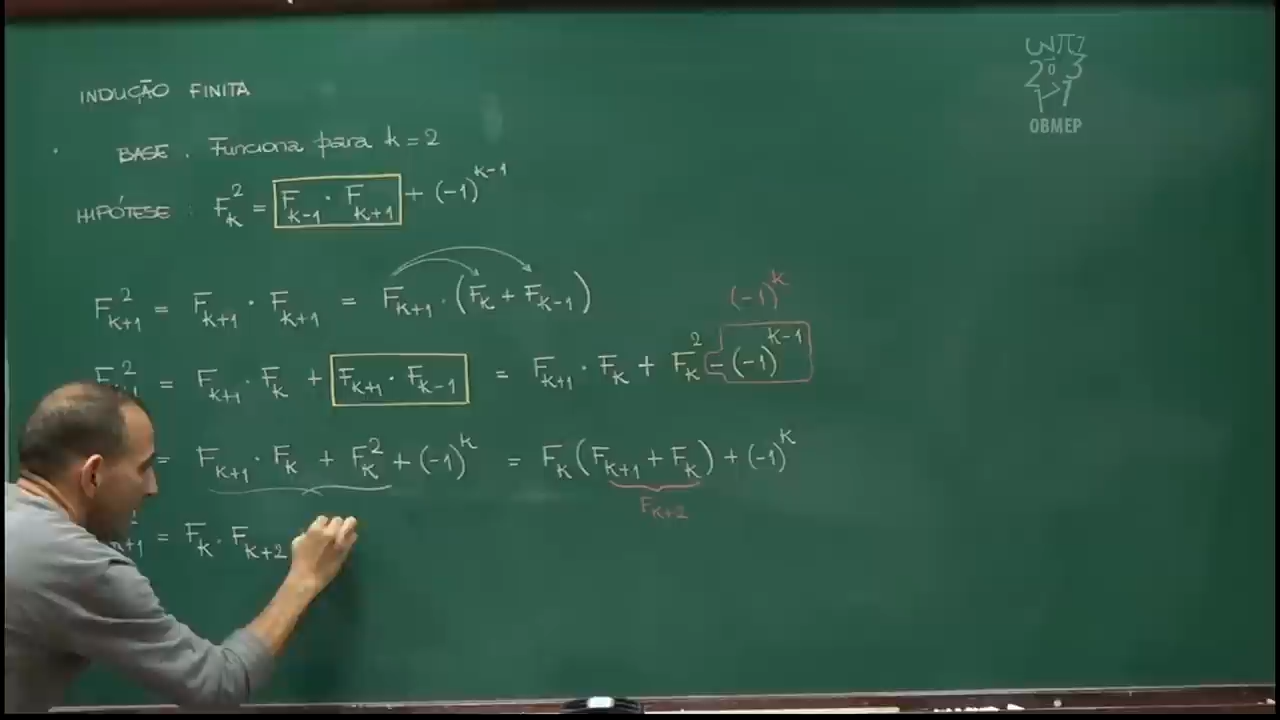 INDUÇÃO FINITA
BASE . Funciona para k = 2
HIPÓTESE : F_k^2 = F_{k-1} · F_{k+1} + (-1)^{k-1}
F_{k+1}^2 = F_{k+1} · F_{k+1} = F_{k+1} · (F_k + F_{k-1})
(-1)^k
= F_{k+1} · F_k + F_{k+1} · F_{k-1} = F_{k+1} · F_k + F_k^2 - (-1)^{k-1}
= F_{k+1} · F_k + F_k^2 + (-1)^k = F_k (F_{k+1} + F_k) + (-1)^k
F_{k+2}
= F_k · F_{k+2}
OBMEP